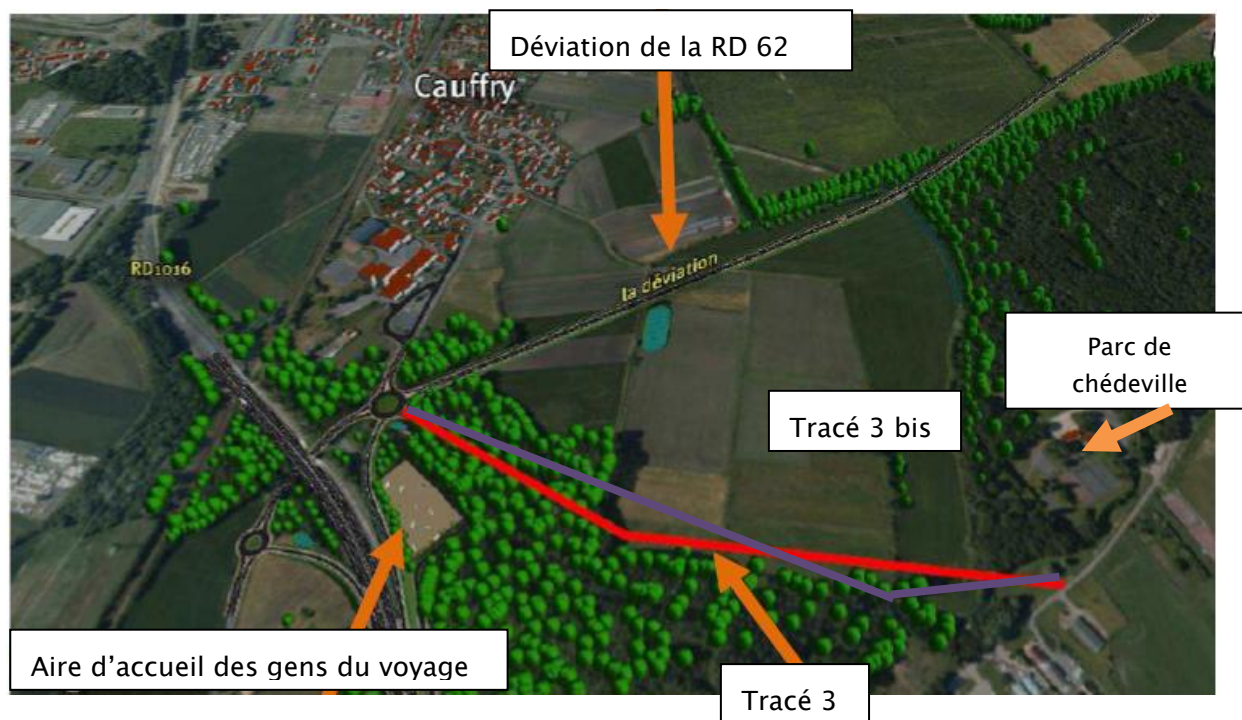 Déviation de la RD 62
Cauffry
RD1016
la déviation
Parc de
chédeville
Tracé 3 bis
Aire d’accueil des gens du voyage
Tracé 3